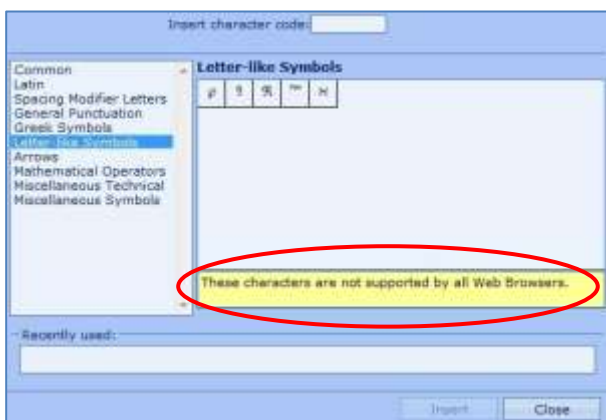 Insert character code:
Common
Latin
Spacing Modifier Letters
General Punctuation
Greek Symbols
Letter-like Symbols
Arrows
Mathematical Operators
Miscellaneous Technical
Miscellaneous Symbols
Letter-like Symbols
℘ ℑ ℜ ™ ℵ
These characters are not supported by all Web Browsers.
Recently used:
Insert Close